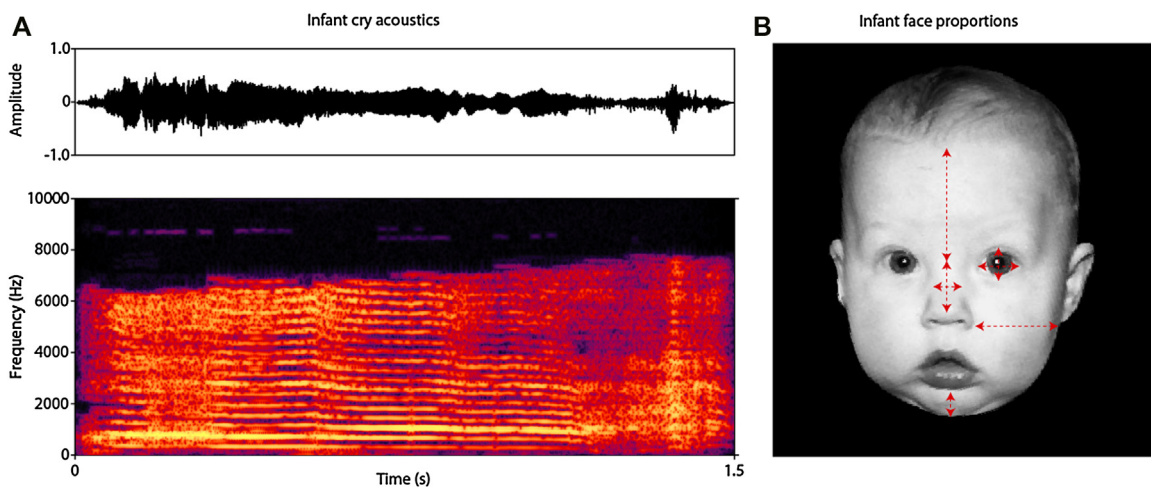 A
Infant cry acoustics
1.0
0
-1.0
Amplitude
10000
8000
6000
4000
2000
0
Frequency (Hz)
0
Time (s)
1.5
B
Infant face proportions